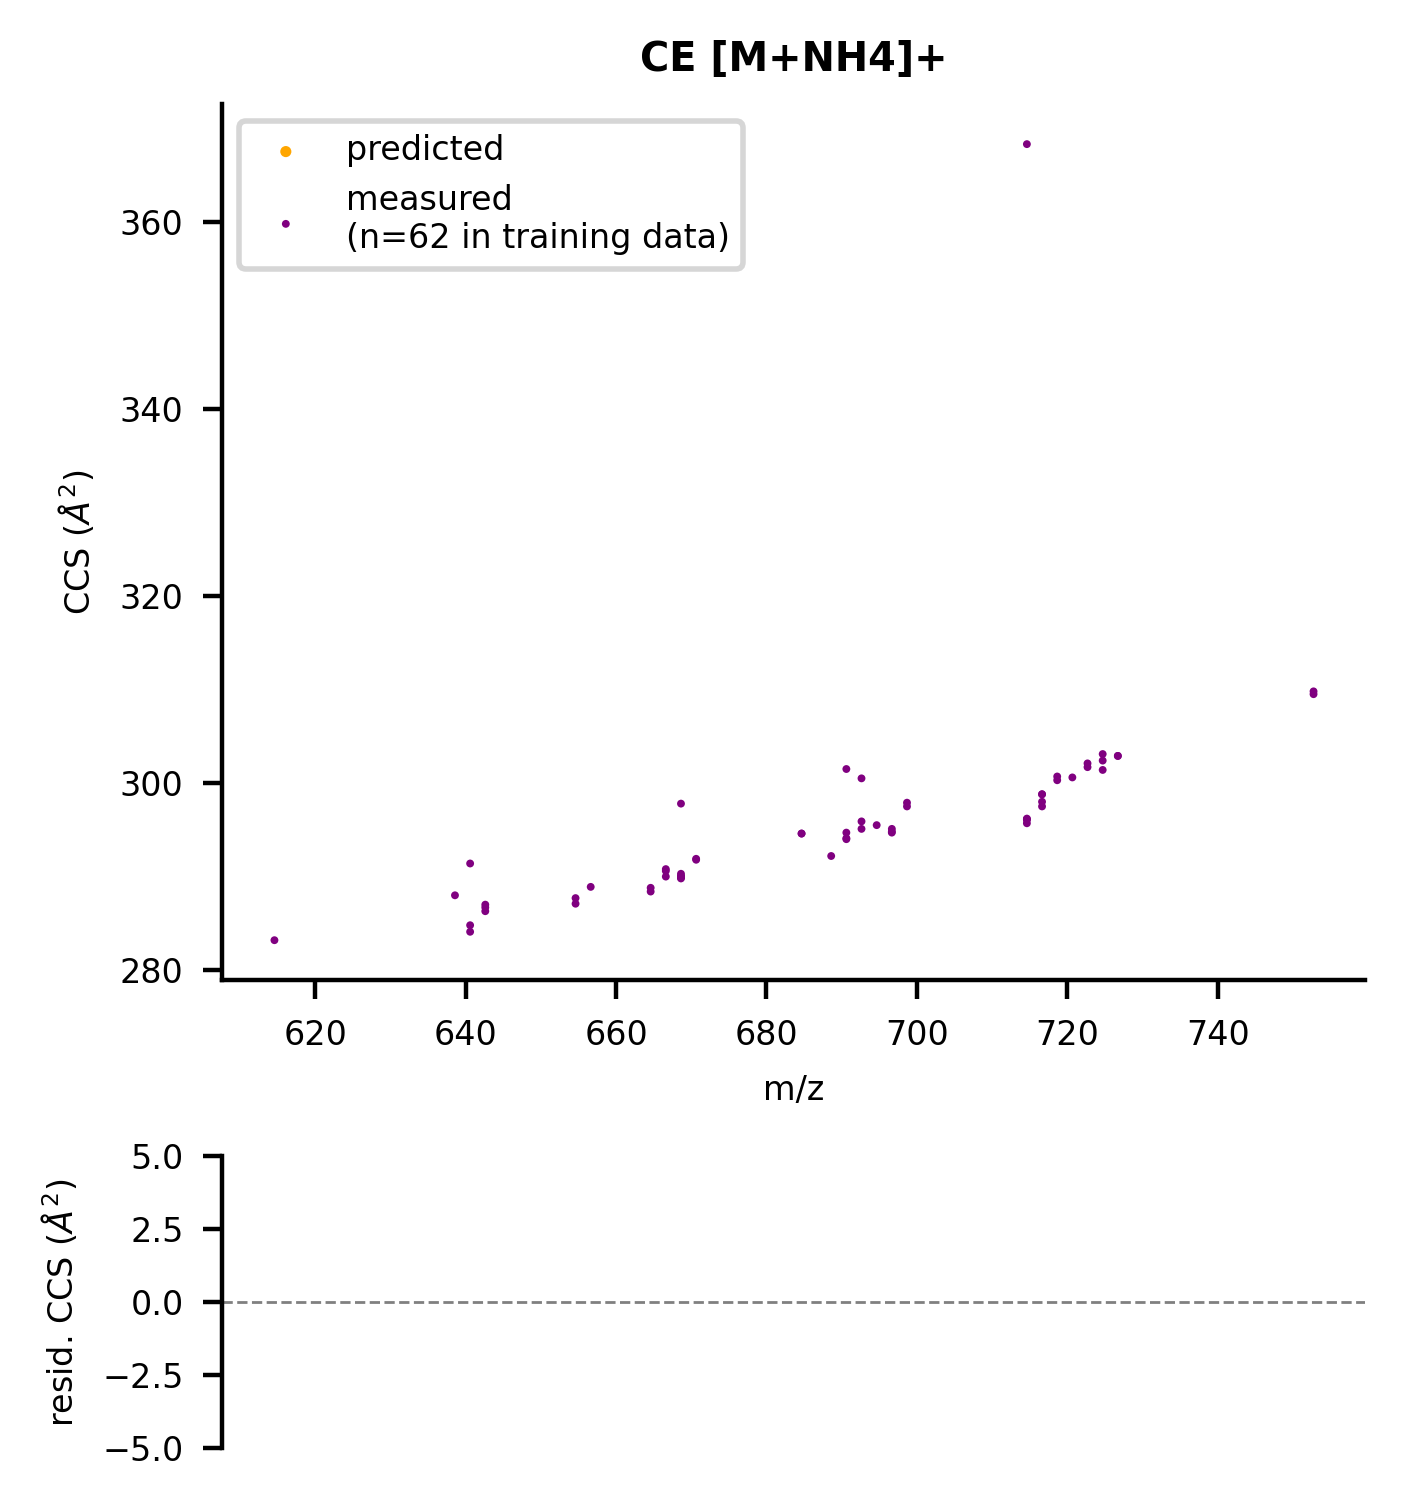 CE [M+NH4]+
predicted
measured
(n=62 in training data)
360
340
320
300
280
CCS (Å²)
620 640 660 680 700 720 740
m/z
5.0
2.5
0.0
−2.5
−5.0
resid. CCS (Å²)